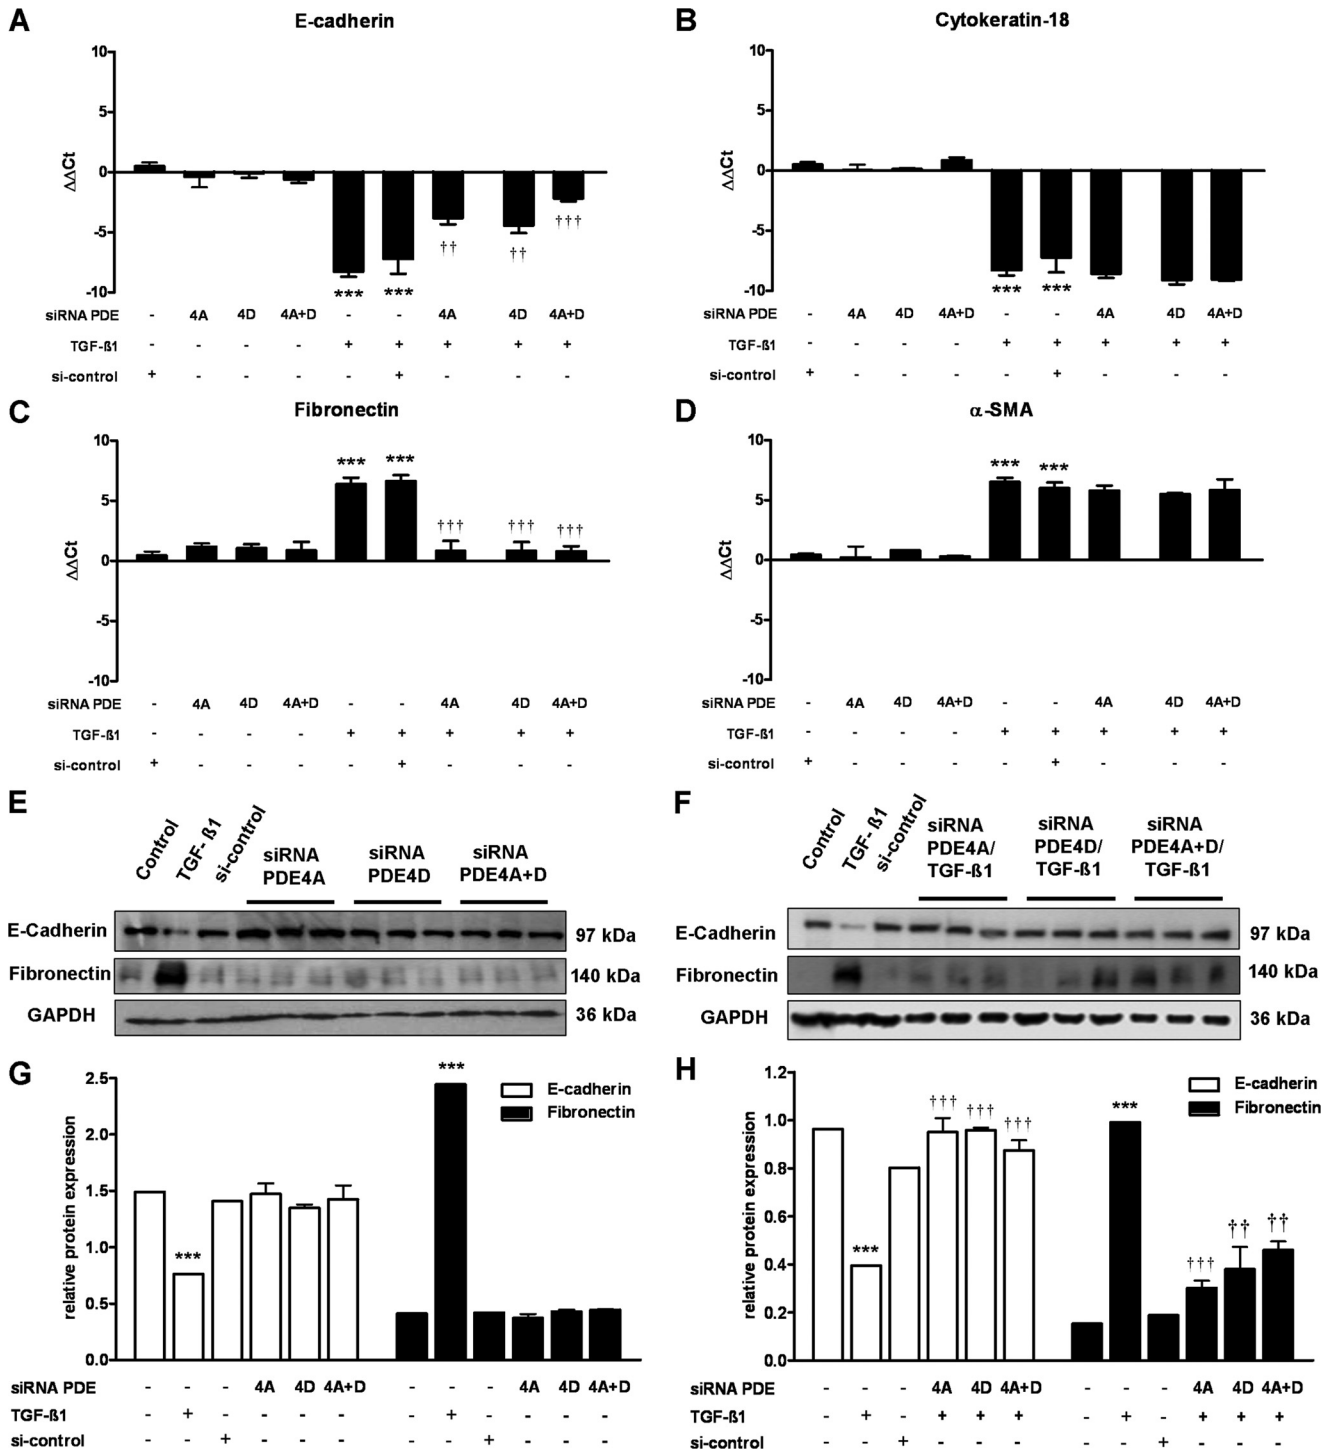 A
E-cadherin
10
5
0
-5
-10
ΔΔCt
†† †† †††
*** ***
siRNA PDE - 4A 4D 4A+D - - 4A 4D 4A+D
TGF-ß1 - - - - + + + + +
si-control + - - - - + - - -
B
Cytokeratin-18
10
5
0
-5
-10
ΔΔCt
*** ***
siRNA PDE - 4A 4D 4A+D - - 4A 4D 4A+D
TGF-ß1 - - - - + + + + +
si-control + - - - - + - - -
C
Fibronectin
10
5
0
-5
-10
ΔΔCt
*** ***
††† ††† †††
siRNA PDE - 4A 4D 4A+D - - 4A 4D 4A+D
TGF-ß1 - - - - + + + + +
si-control + - - - - + - - -
D
α-SMA
10
5
0
-5
-10
ΔΔCt
*** ***
siRNA PDE - 4A 4D 4A+D - - 4A 4D 4A+D
TGF-ß1 - - - - + + + + +
si-control + - - - - + - - -
E
Control
TGF- ß1
si-control
siRNA
PDE4A
siRNA
PDE4D
siRNA
PDE4A+D
E-Cadherin 97 kDa
Fibronectin 140 kDa
GAPDH 36 kDa
F
Control
TGF- ß1
si-control
siRNA
PDE4A/
TGF-ß1
siRNA
PDE4D/
TGF-ß1
siRNA
PDE4A+D/
TGF-ß1
E-Cadherin 97 kDa
Fibronectin 140 kDa
GAPDH 36 kDa
G
2.5
2.0
1.5
1.0
0.5
0.0
relative protein expression
*** ***
E-cadherin
Fibronectin
siRNA PDE - - - 4A 4D 4A+D - - - 4A 4D 4A+D
TGF-ß1 - + - - - - - + - - - -
si-control - - + - - - - - + - - -
H
1.2
1.0
0.8
0.6
0.4
0.2
0.0
relative protein expression
*** ††† ††† ††† *** ††† †† ††
E-cadherin
Fibronectin
siRNA PDE - - - 4A 4D 4A+D - - - 4A 4D 4A+D
TGF-ß1 - + - + + + - + - + + +
si-control - - + - - - - - + - - -